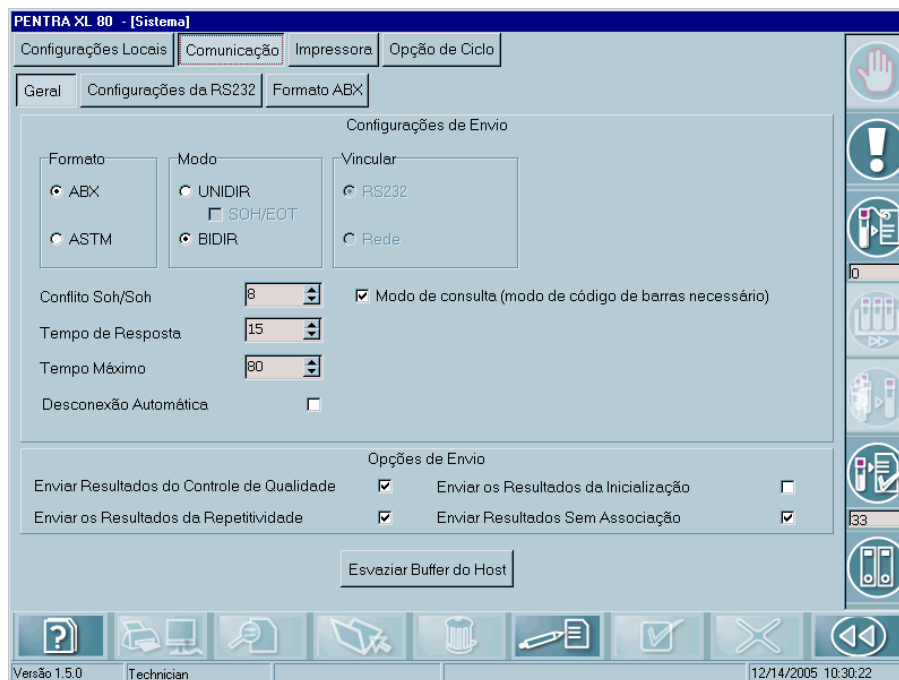 PENTRA XL 80 - [Sistema]
Configurações Locais
Comunicação
Impressora
Opção de Ciclo
Geral
Configurações da RS232
Formato ABX
Configurações de Envio
Formato
Modo
Vincular
ABX
UNIDIR
RS232
SOH/EOT
ASTM
BIDIR
Rede
Conflito Soh/Soh
8
Modo de consulta (modo de código de barras necessário)
Tempo de Resposta
15
Tempo Máximo
80
Desconexão Automática
Opções de Envio
Enviar Resultados do Controle de Qualidade
Enviar os Resultados da Inicialização
Enviar os Resultados da Repetitividade
Enviar Resultados Sem Associação
Esvaziar Buffer do Host
0
33
Versão 1.5.0
Technician
12/14/2005 10:30:22